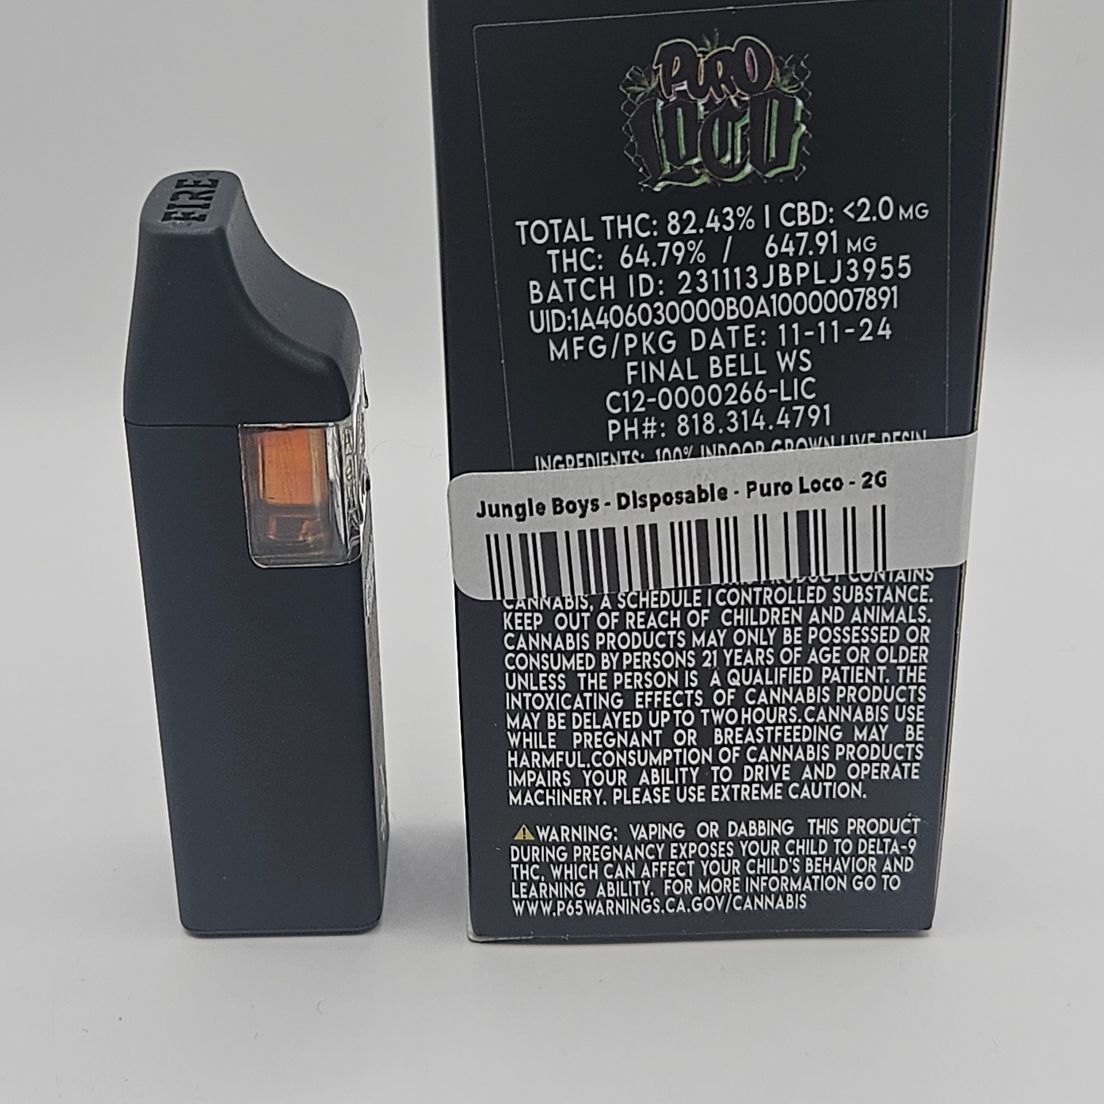 FIRE
PURO
LOCO
TOTAL THC: 82.43% | CBD: <2.0 MG
THC: 64.79% / 647.91 MG
BATCH ID: 231113JBPLJ3955
UID:1A406030000B0A1000007891
MFG/PKG DATE: 11-11-24
FINAL BELL WS
C12-0000266-LIC
PH#: 818.314.4791
INGREDIENTS: 100% INDOOR GROWN LIVE RESIN
Jungle Boys - Disposable - Puro Loco - 2G
PRODUCT CONTAINS
CANNABIS, A SCHEDULE I CONTROLLED SUBSTANCE.
KEEP OUT OF REACH OF CHILDREN AND ANIMALS.
CANNABIS PRODUCTS MAY ONLY BE POSSESSED OR
CONSUMED BY PERSONS 21 YEARS OF AGE OR OLDER
UNLESS THE PERSON IS A QUALIFIED PATIENT. THE
INTOXICATING EFFECTS OF CANNABIS PRODUCTS
MAY BE DELAYED UP TO TWO HOURS. CANNABIS USE
WHILE PREGNANT OR BREASTFEEDING MAY BE
HARMFUL. CONSUMPTION OF CANNABIS PRODUCTS
IMPAIRS YOUR ABILITY TO DRIVE AND OPERATE
MACHINERY. PLEASE USE EXTREME CAUTION.
WARNING: VAPING OR DABBING THIS PRODUCT
DURING PREGNANCY EXPOSES YOUR CHILD TO DELTA-9
THC, WHICH CAN AFFECT YOUR CHILD'S BEHAVIOR AND
LEARNING ABILITY. FOR MORE INFORMATION GO TO
WWW.P65WARNINGS.CA.GOV/CANNABIS